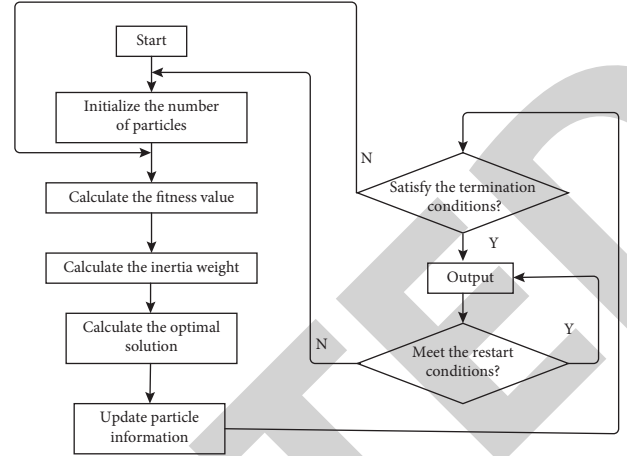 Start
Initialize the number
of particles
Calculate the fitness value
Calculate the inertia weight
Calculate the optimal
solution
Update particle
information
N
Satisfy the termination
conditions?
Y
Output
N
Meet the restart
conditions?
Y